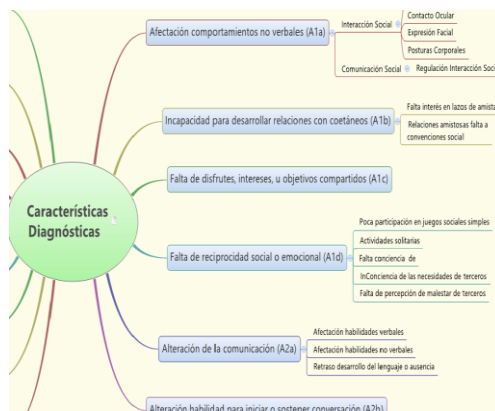 Características
Diagnósticas
Afectación comportamientos no verbales (A1a)
Interacción Social
Contacto Ocular
Expresión Facial
Posturas Corporales
Comunicación Social
Regulación Interacción Soci
Incapacidad para desarrollar relaciones con coetáneos (A1b)
Falta interés en lazos de amista
Relaciones amistosas falta a
convenciones social
Falta de disfrutes, intereses, u objetivos compartidos (A1c)
Falta de reciprocidad social o emocional (A1d)
Poca participación en juegos sociales simples
Actividades solitarias
Falta conciencia de
InConciencia de las necesidades de terceros
Falta de percepción de malestar de terceros
Alteración de la comunicación (A2a)
Afectación habilidades verbales
Afectación habilidades no verbales
Retraso desarrollo del lenguaje o ausencia
Alteración habilidad para iniciar o sostener conversación (A2b)